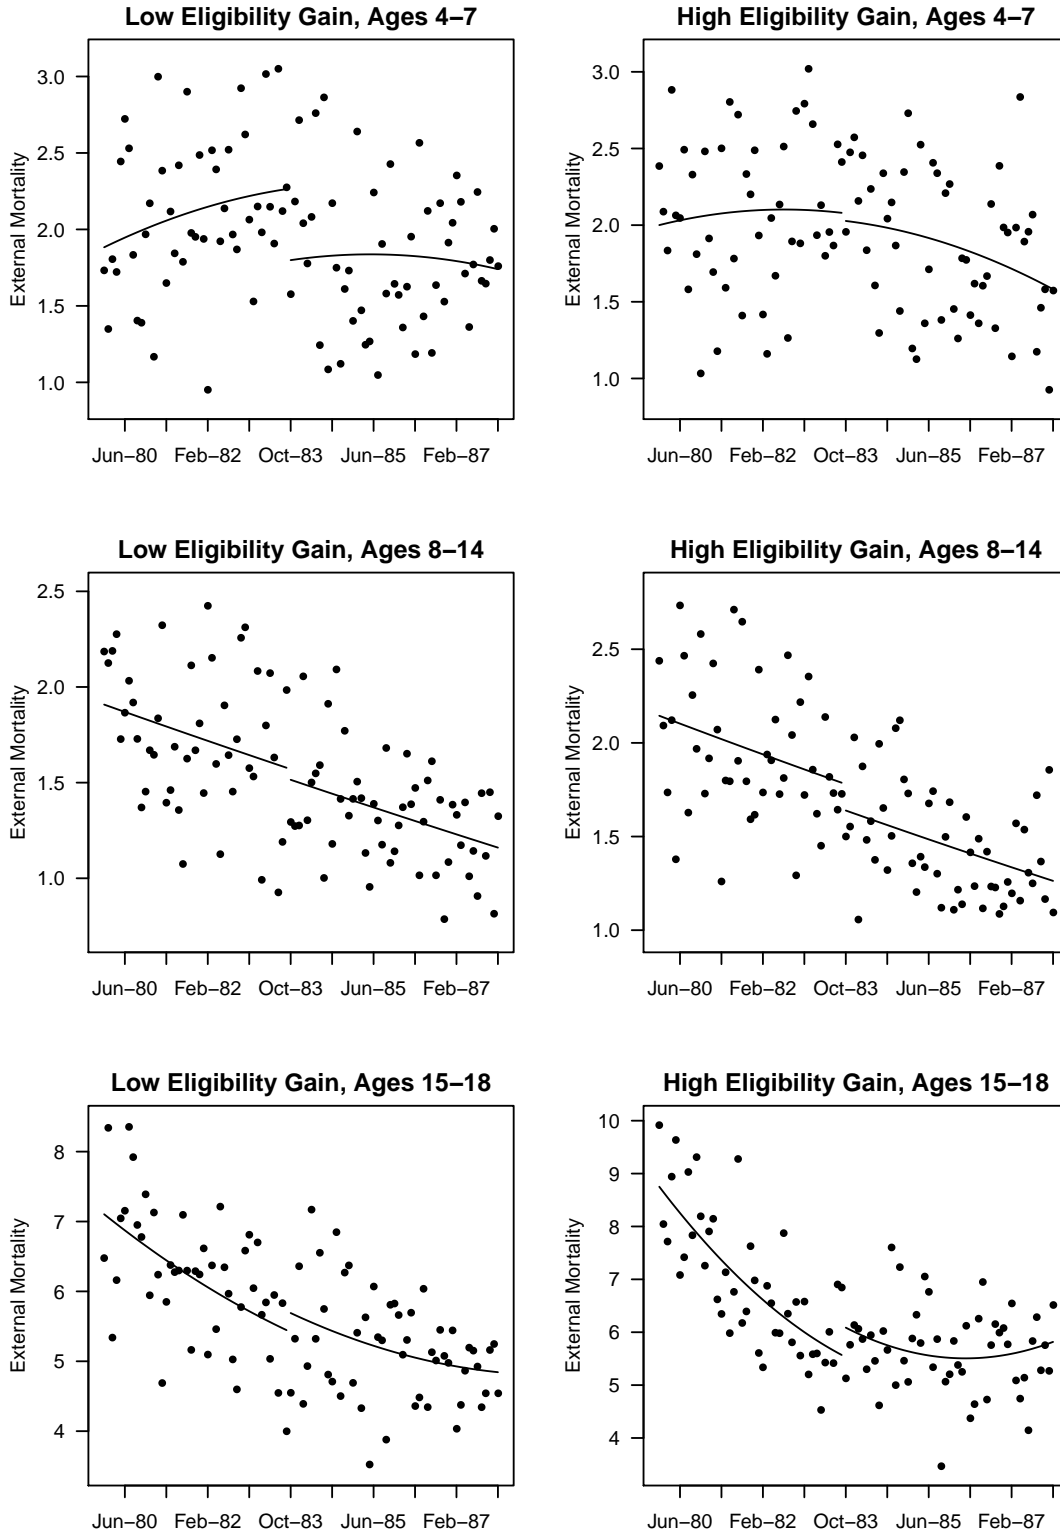 Low Eligibility Gain, Ages 4–7
High Eligibility Gain, Ages 4–7
External Mortality
3.0
2.5
2.0
1.5
1.0
Jun–80 Feb–82 Oct–83 Jun–85 Feb–87
External Mortality
3.0
2.5
2.0
1.5
1.0
Jun–80 Feb–82 Oct–83 Jun–85 Feb–87
Low Eligibility Gain, Ages 8–14
High Eligibility Gain, Ages 8–14
External Mortality
2.5
2.0
1.5
1.0
Jun–80 Feb–82 Oct–83 Jun–85 Feb–87
External Mortality
2.5
2.0
1.5
1.0
Jun–80 Feb–82 Oct–83 Jun–85 Feb–87
Low Eligibility Gain, Ages 15–18
High Eligibility Gain, Ages 15–18
External Mortality
8
7
6
5
4
Jun–80 Feb–82 Oct–83 Jun–85 Feb–87
External Mortality
10
9
8
7
6
5
4
Jun–80 Feb–82 Oct–83 Jun–85 Feb–87